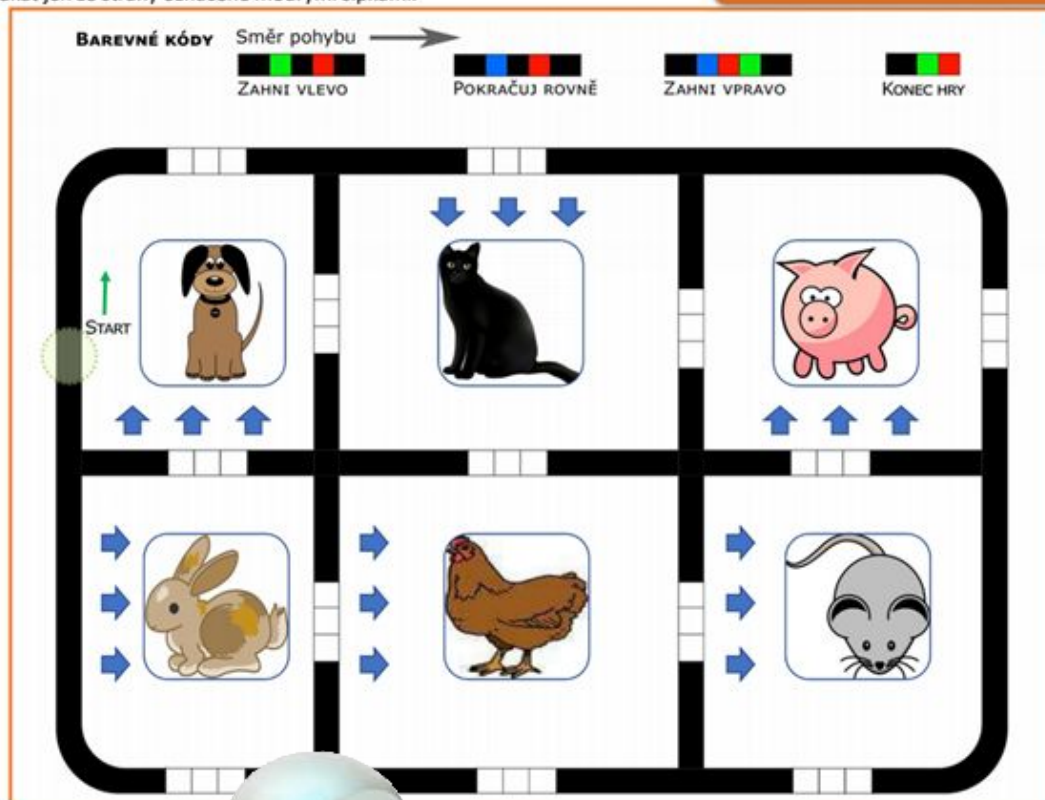 BAREVNÉ KÓDY Směr pohybu
ZAHNI VLEVO POKRAČUJ ROVNĚ ZAHNI VPRAVO KONEC HRY
START